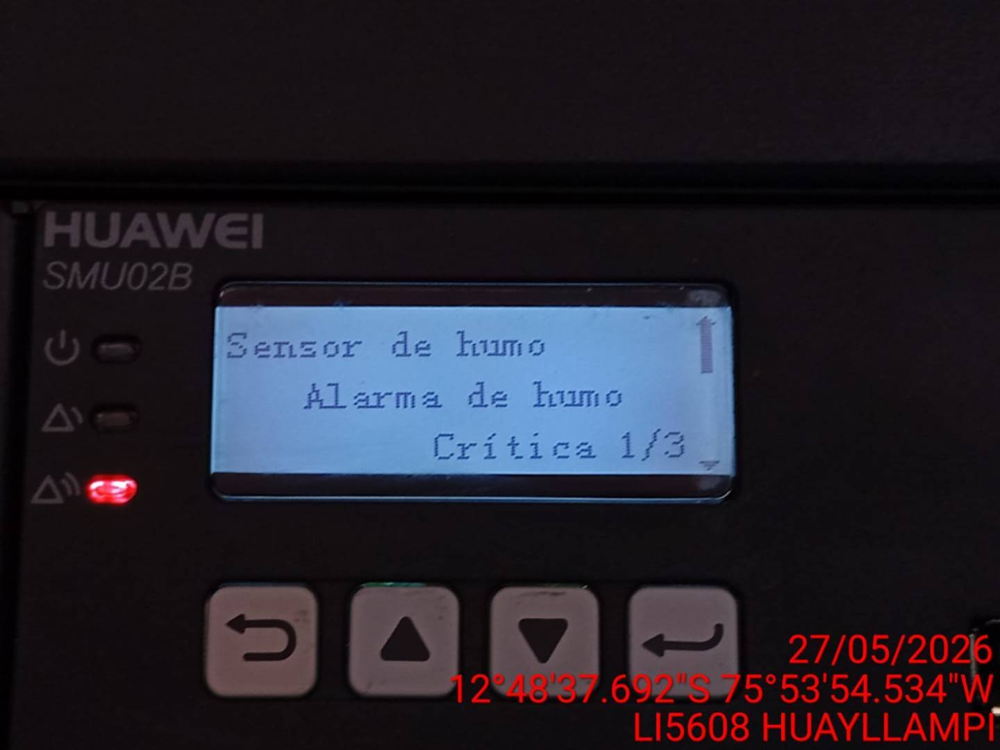 HUAWEI
SMU02B
Sensor de humo
Alarma de humo
Crítica 1/3
27/05/2026
12°48'37.692"S 75°53'54.534"W
LI5608 HUAYLLAMPI